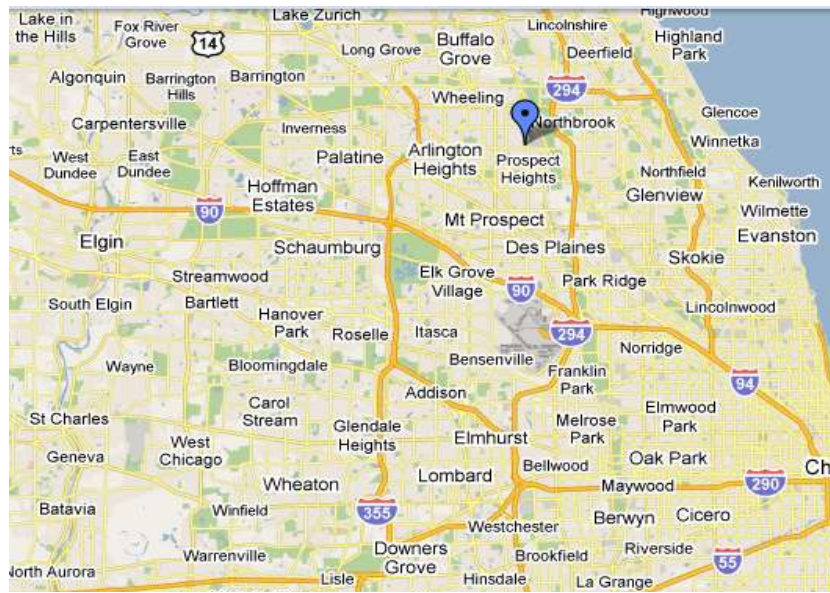 Lake in
the Hills
Fox River
Grove
14
Lake Zurich
Long Grove
Buffalo
Grove
Lincolnshire
Deerfield
Highwood
Highland
Park
Algonquin
Barrington
Hills
Barrington
Wheeling
294
Northbrook
Glencoe
Carpentersville
Inverness
Winnetka
rts
West
Dundee
East
Dundee
Palatine
Arlington
Heights
Prospect
Heights
Northfield
Kenilworth
Hoffman
Estates
Glenview
Wilmette
90
Mt Prospect
Evanston
Elgin
Schaumburg
Des Plaines
Skokie
Streamwood
Elk Grove
Village
90
Park Ridge
South Elgin
Bartlett
Hanover
Park
Lincolnwood
Roselle
Itasca
294
Norridge
Wayne
Bloomingdale
Bensenville
Franklin
Park
94
Addison
St Charles
Carol
Stream
Glendale
Heights
Elmhurst
Melrose
Park
Elmwood
Park
Geneva
West
Chicago
Bellwood
Oak Park
Ch
Wheaton
Lombard
Maywood
290
Batavia
Winfield
355
Westchester
Berwyn
Cicero
Warrenville
Downers
Grove
Brookfield
Riverside
55
North Aurora
Lisle
Hinsdale
La Grange